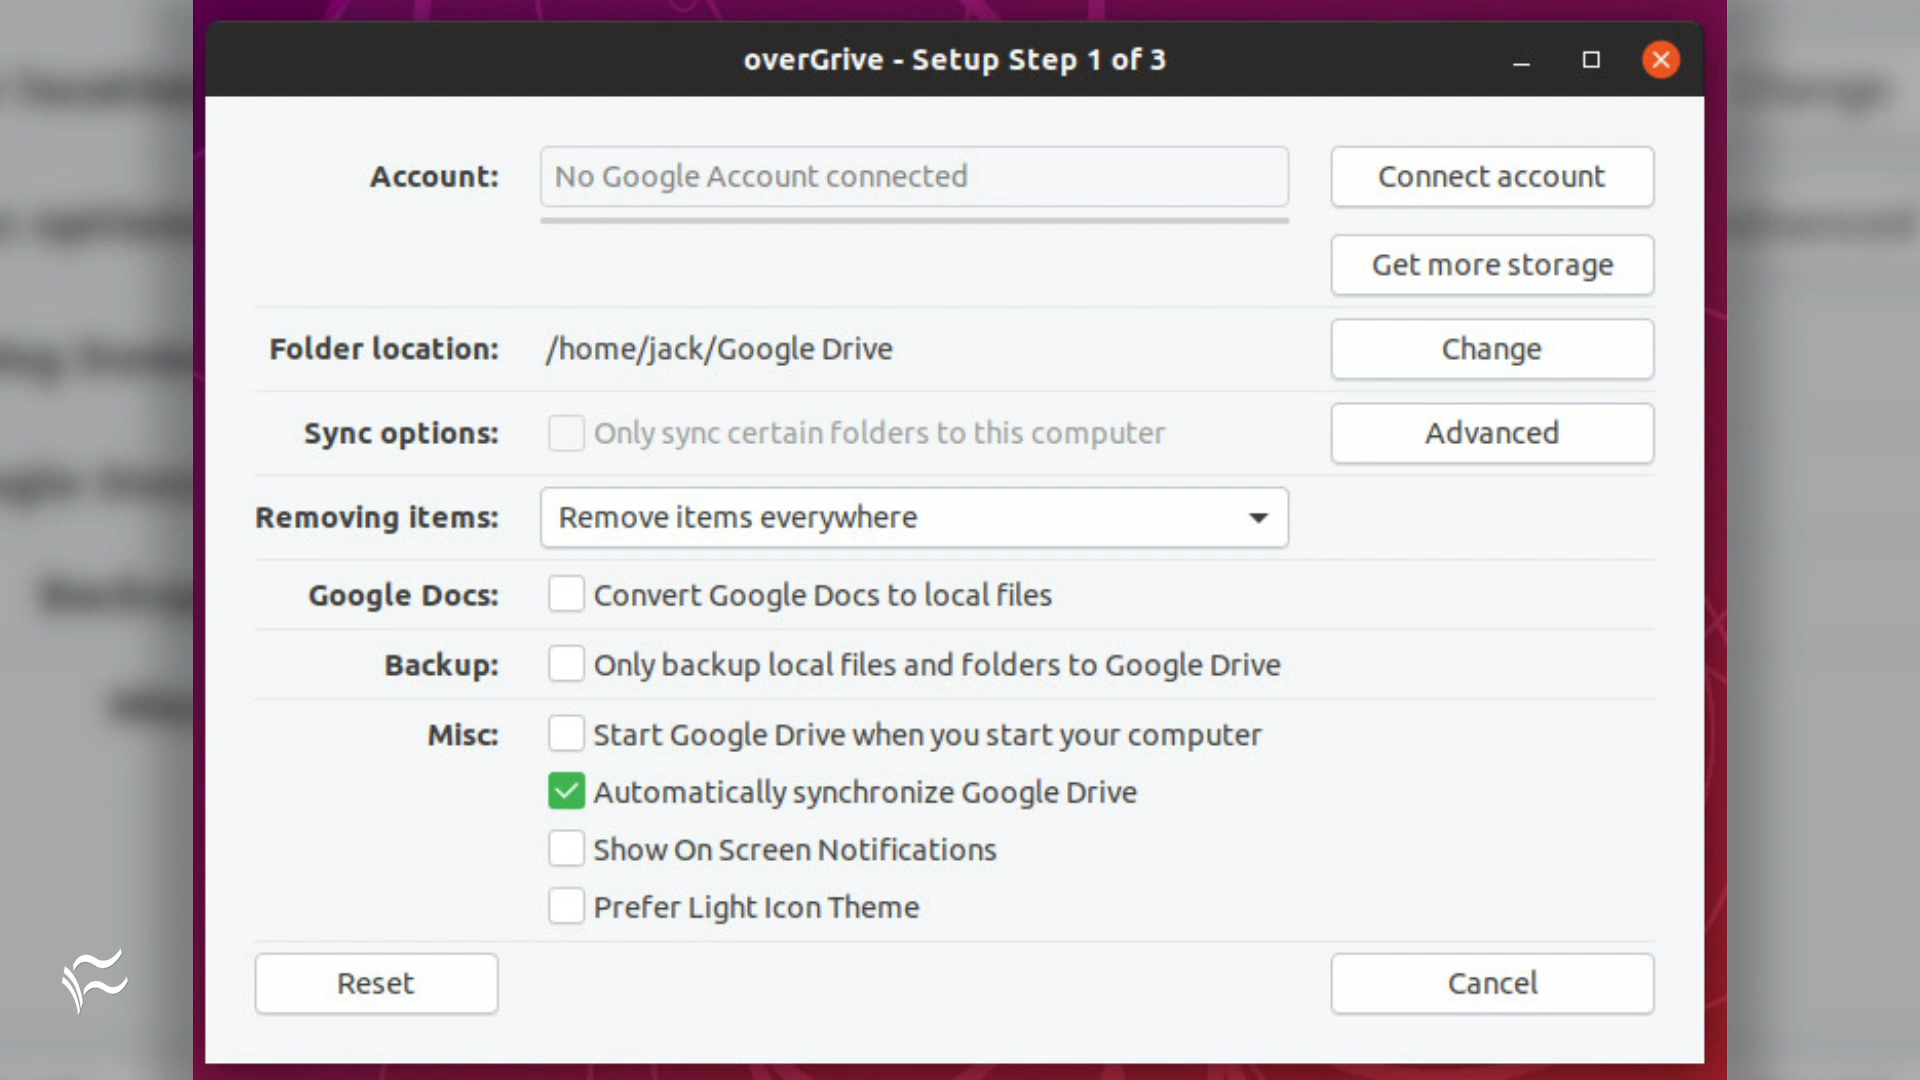 overGrive - Setup Step 1 of 3
Account: No Google Account connected Connect account
Get more storage
Folder location: /home/jack/Google Drive Change
Sync options: Only sync certain folders to this computer Advanced
Removing items: Remove items everywhere
Google Docs: Convert Google Docs to local files
Backup: Only backup local files and folders to Google Drive
Misc: Start Google Drive when you start your computer
Automatically synchronize Google Drive
Show On Screen Notifications
Prefer Light Icon Theme
Reset Cancel